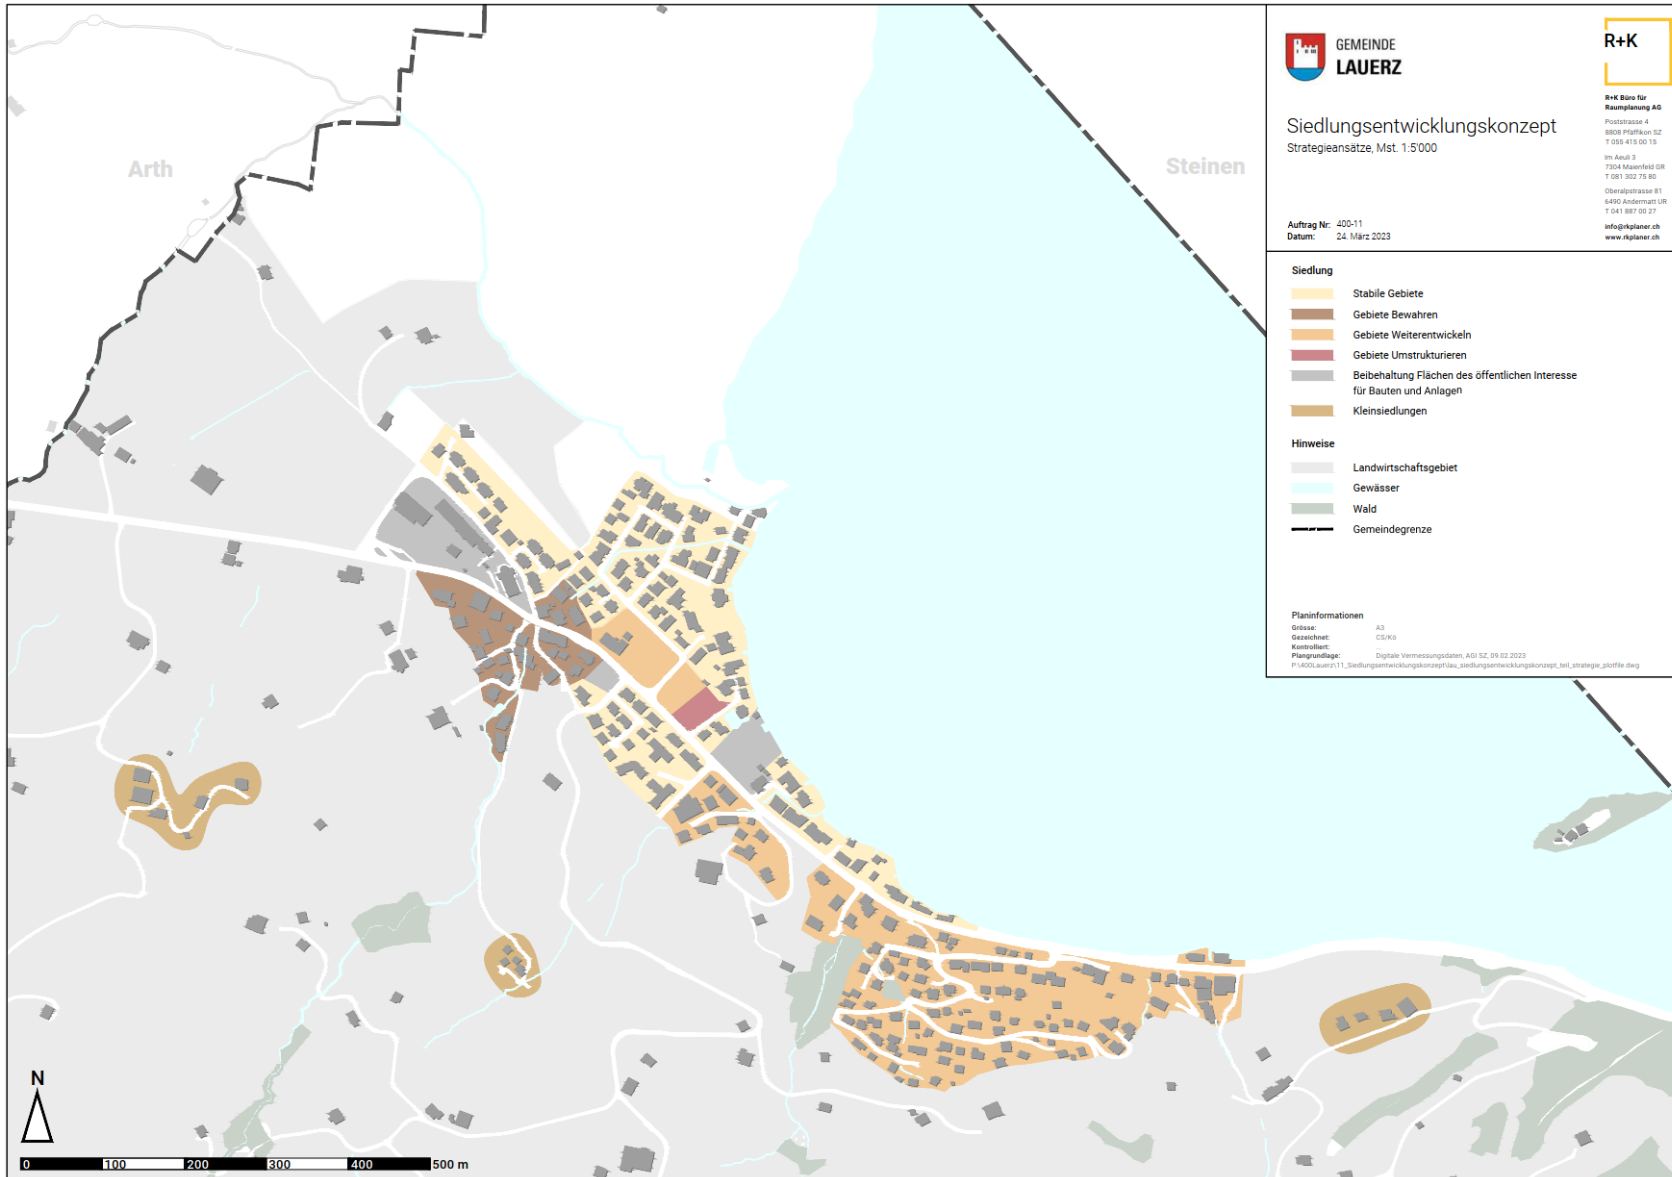 GEMEINDE
LAUERZ
R+K
R+K Büro für
Raumplanung AG
Poststrasse 4
8808 Pfäffikon SZ
T 055 415 00 15
Im Aeuli 3
7304 Maienfeld GR
T 081 302 75 80
Oberalpstrasse 81
6490 Andermatt UR
T 041 887 00 27
info@rkplaner.ch
www.rkplaner.ch
Siedlungsentwicklungskonzept
Strategieansätze, Mst. 1:5'000
Auftrag Nr: 400-11
Datum: 24. März 2023
Siedlung
Stabile Gebiete
Gebiete Bewahren
Gebiete Weiterentwickeln
Gebiete Umstrukturieren
Beibehaltung Flächen des öffentlichen Interesse
für Bauten und Anlagen
Kleinsiedlungen
Hinweise
Landwirtschaftsgebiet
Gewässer
Wald
Gemeindegrenze
Planinformationen
Grösse: A3
Gezeichnet: CS/Kö
Kontrolliert:
Plangrundlage: Digitale Vermessungsdaten, AGI SZ, 09.02.2023
P:\400Lauerz\11_Siedlungsentwicklungskonzept\lau_siedlungsentwicklungskonzept_teil_strategie_plotfile.dwg
Arth
Steinen
N
0 100 200 300 400 500 m